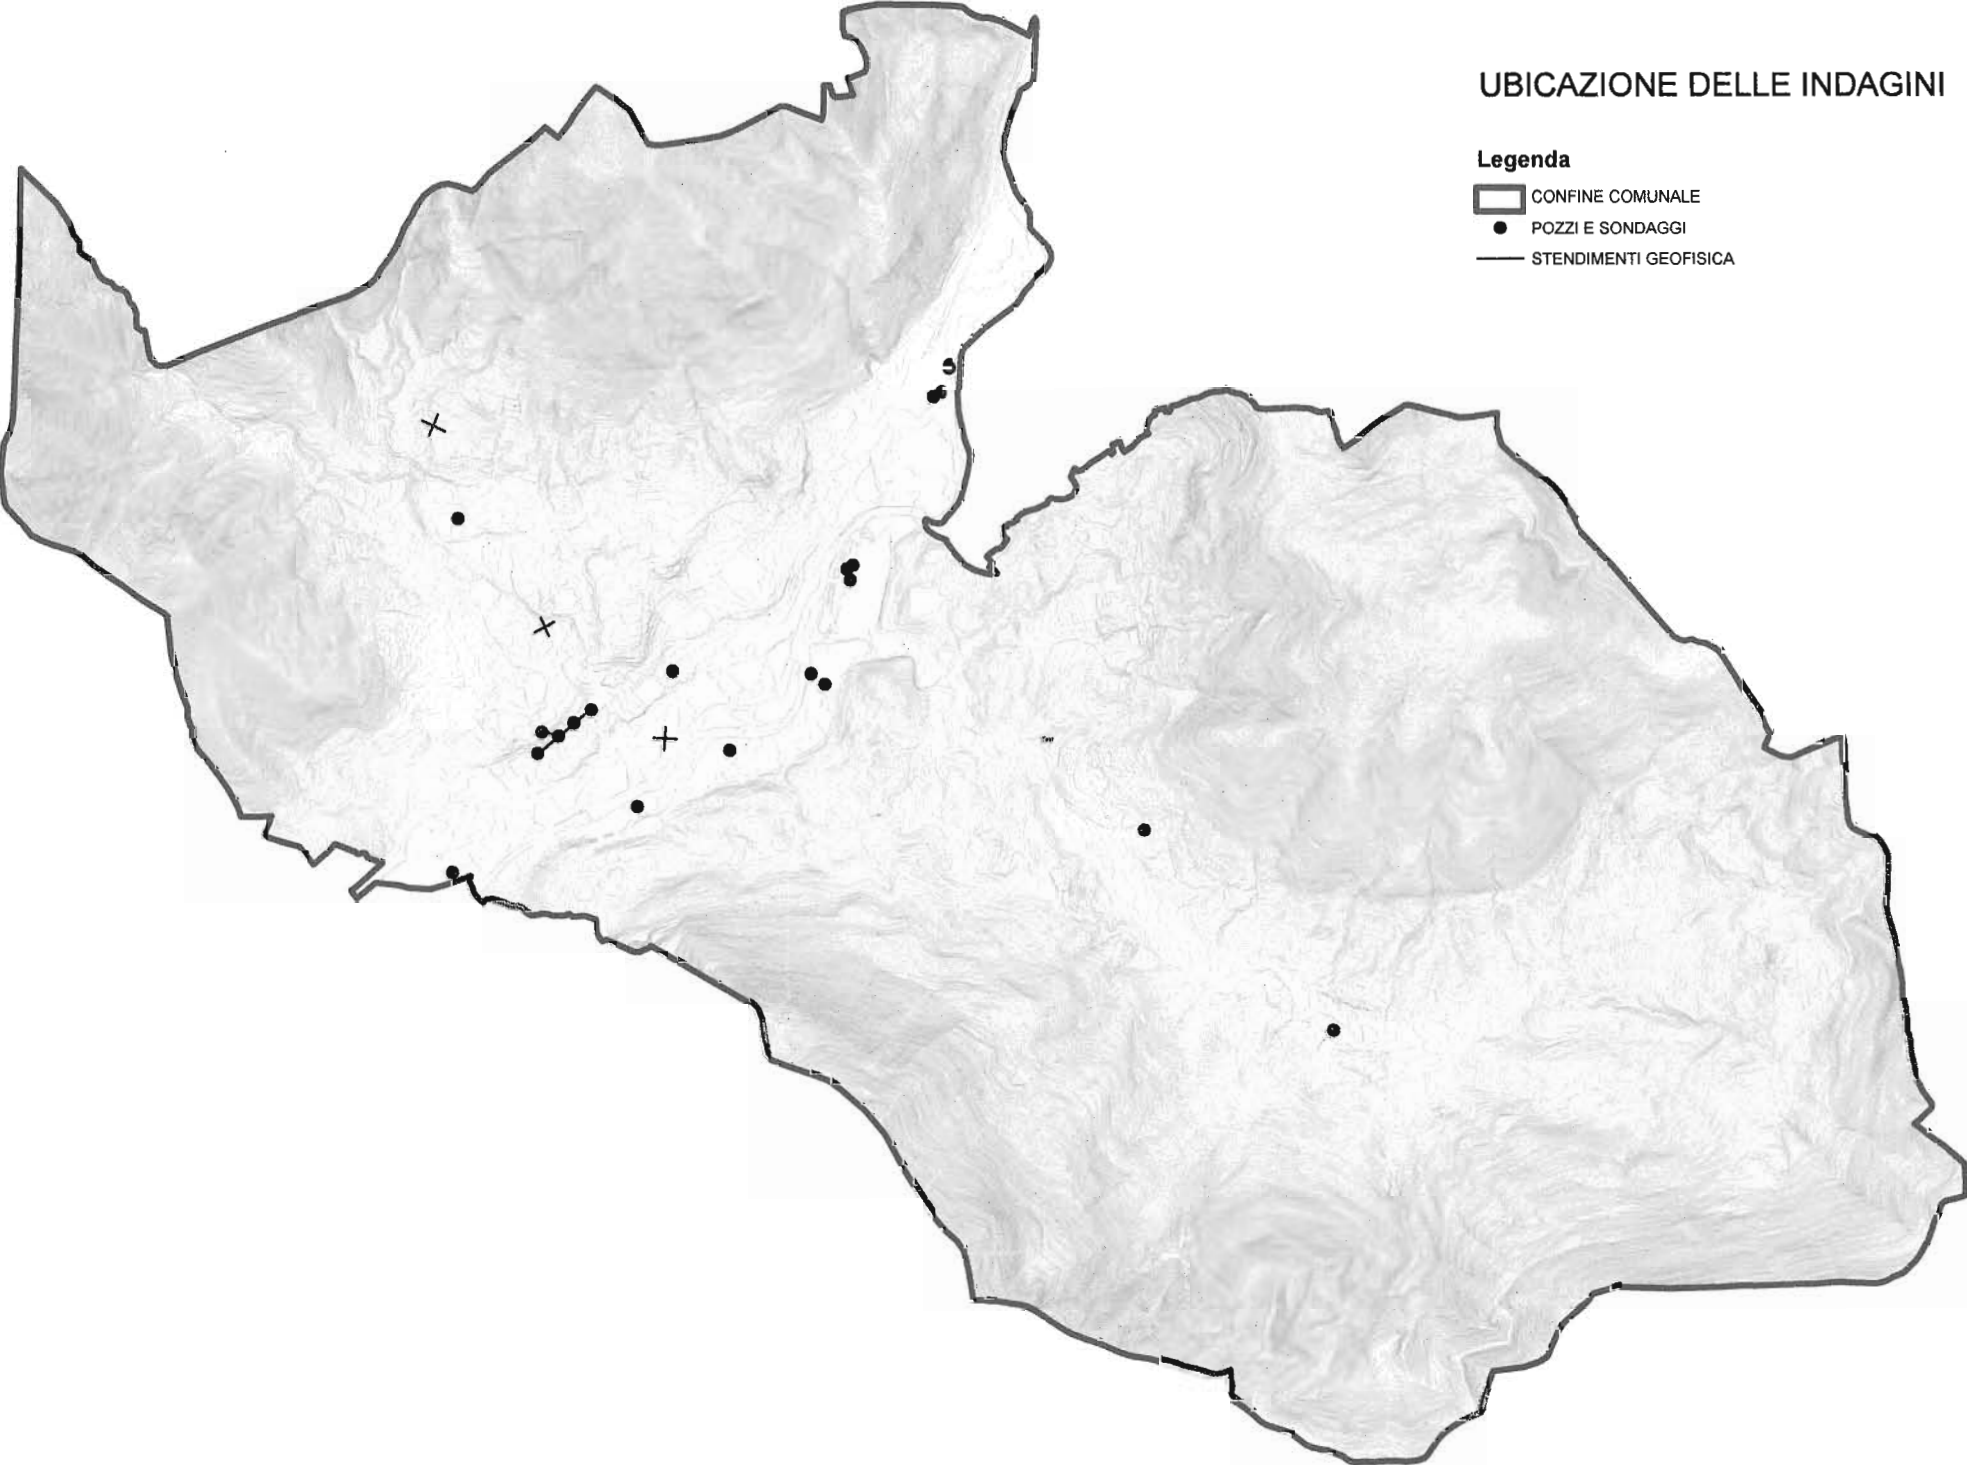 UBICAZIONE DELLE INDAGINI
Legenda
CONFINE COMUNALE
POZZI E SONDAGGI
STENDIMENTI GEOFISICA